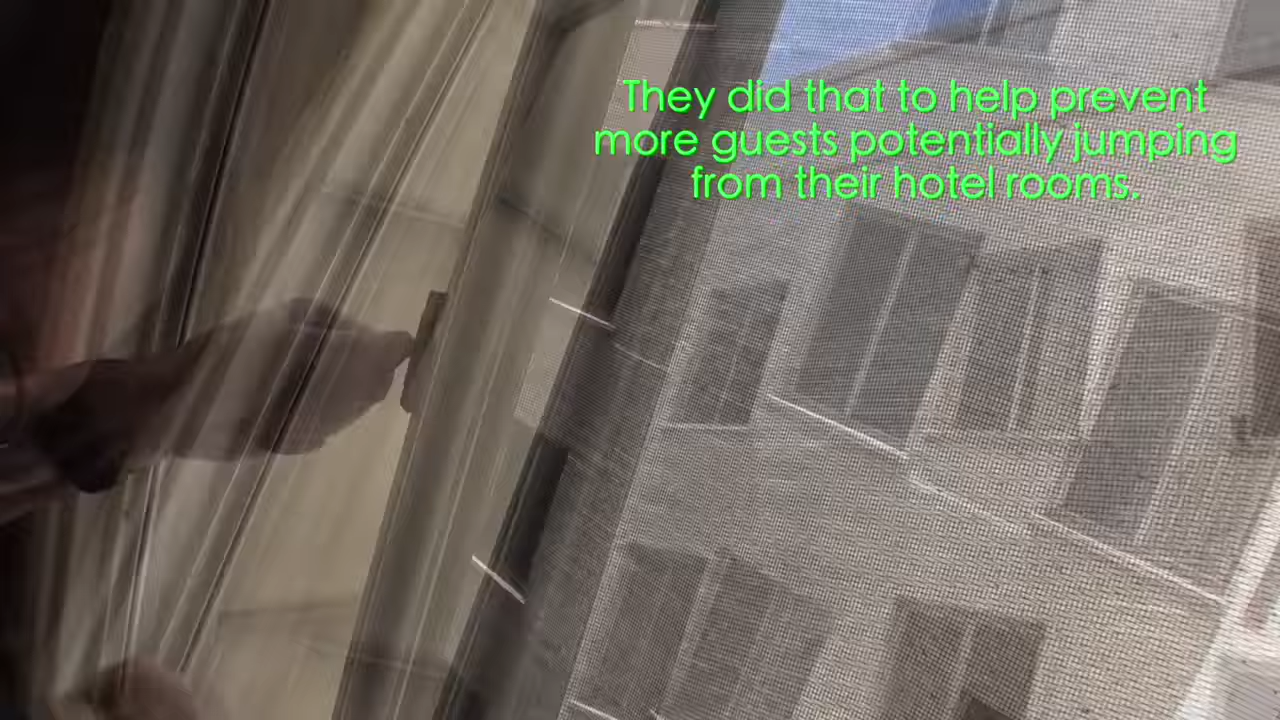 They did that to help prevent
more guests potentially jumping
from their hotel rooms.